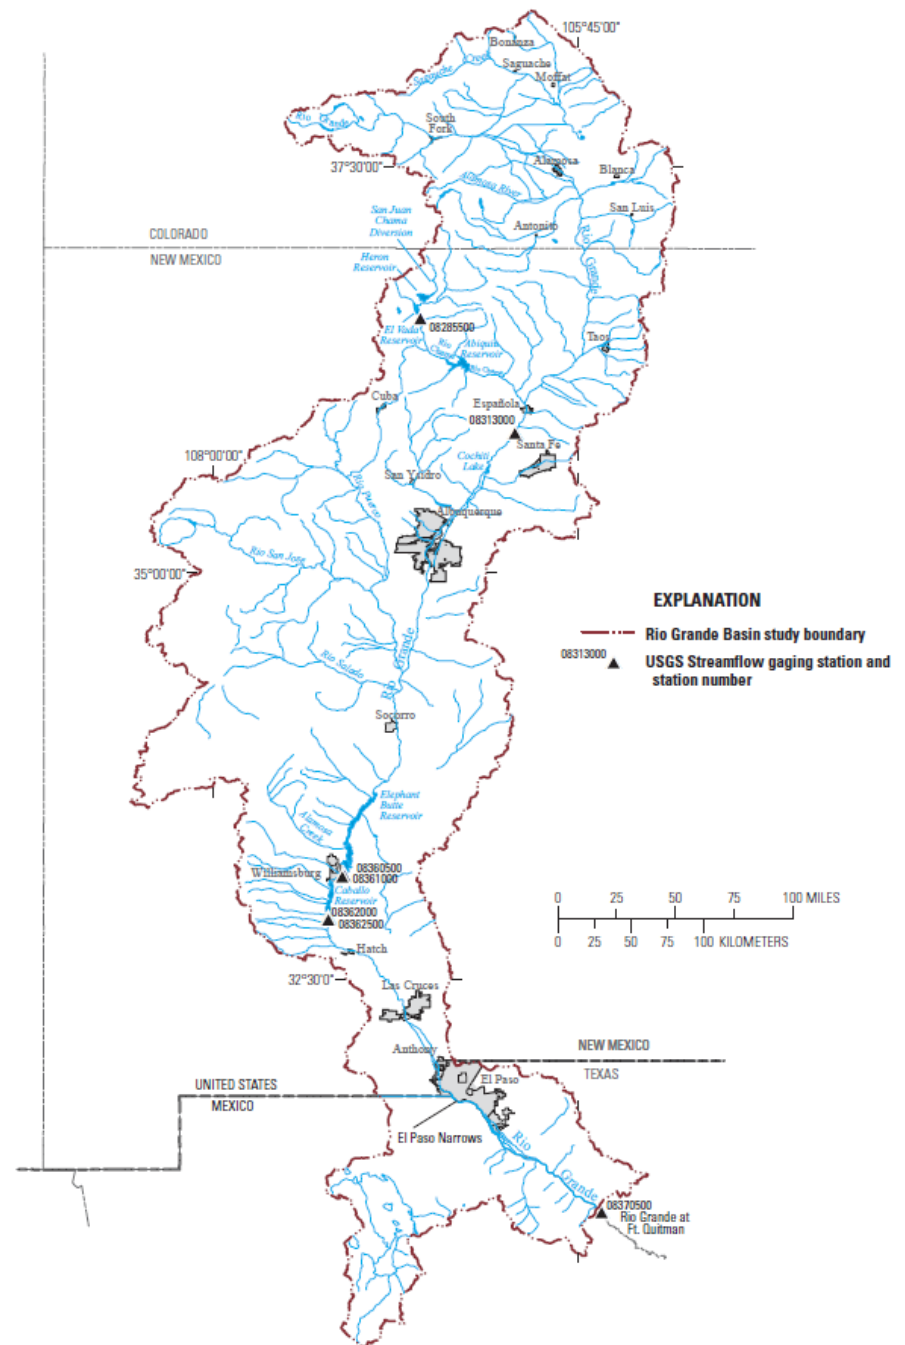 105°45'00"
Bonanza
Saguache
Creek
Saguache
Moffat
Rio Grande
South
Fork
37°30'00"
Alamosa
Blanca
Alamosa River
San Juan
Chama
Diversion
San Luis
Antonito
Rio
Grande
COLORADO
NEW MEXICO
Heron
Reservoir
08285500
El Vado
Reservoir
Rio
Chama
Abiquiu
Reservoir
Rio Chama
Taos
Cuba
Española
08313000
Santa Fe
108°00'00"
Cochiti
Lake
San Ysidro
Rio Puerco
Albuquerque
Rio San Jose
35°00'00"
EXPLANATION
Rio Grande Basin study boundary
08313000
USGS Streamflow gaging station and
station number
Rio Grande
Rio Salado
Socorro
Elephant
Butte
Reservoir
Alamosa
Creek
08360500
Williamsburg
08361000
Caballo
Reservoir
08362000
08362500
0 25 50 75 100 MILES
0 25 50 75 100 KILOMETERS
Hatch
32°30'0"
Las Cruces
Anthony
NEW MEXICO
TEXAS
El Paso
UNITED STATES
MEXICO
El Paso Narrows
Rio
Grande
08370500
Rio Grande at
Ft. Quitman